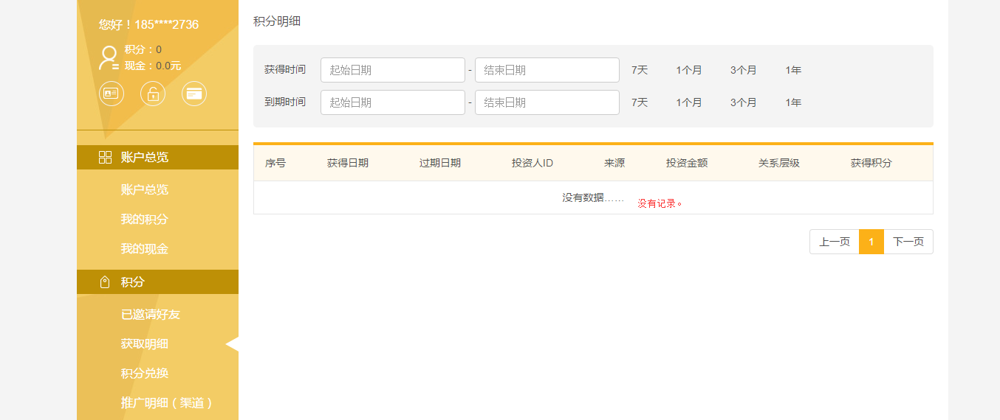 您好！185****2736
积分：0
现金：0.0元
账户总览
账户总览
我的积分
我的现金
积分
已邀请好友
获取明细
积分兑换
推广明细（渠道）
积分明细
获得时间 起始日期 - 结束日期 7天 1个月 3个月 1年
到期时间 起始日期 - 结束日期 7天 1个月 3个月 1年
序号 获得日期 过期日期 投资人ID 来源 投资金额 关系层级 获得积分
没有数据…… 没有记录。
上一页 1 下一页